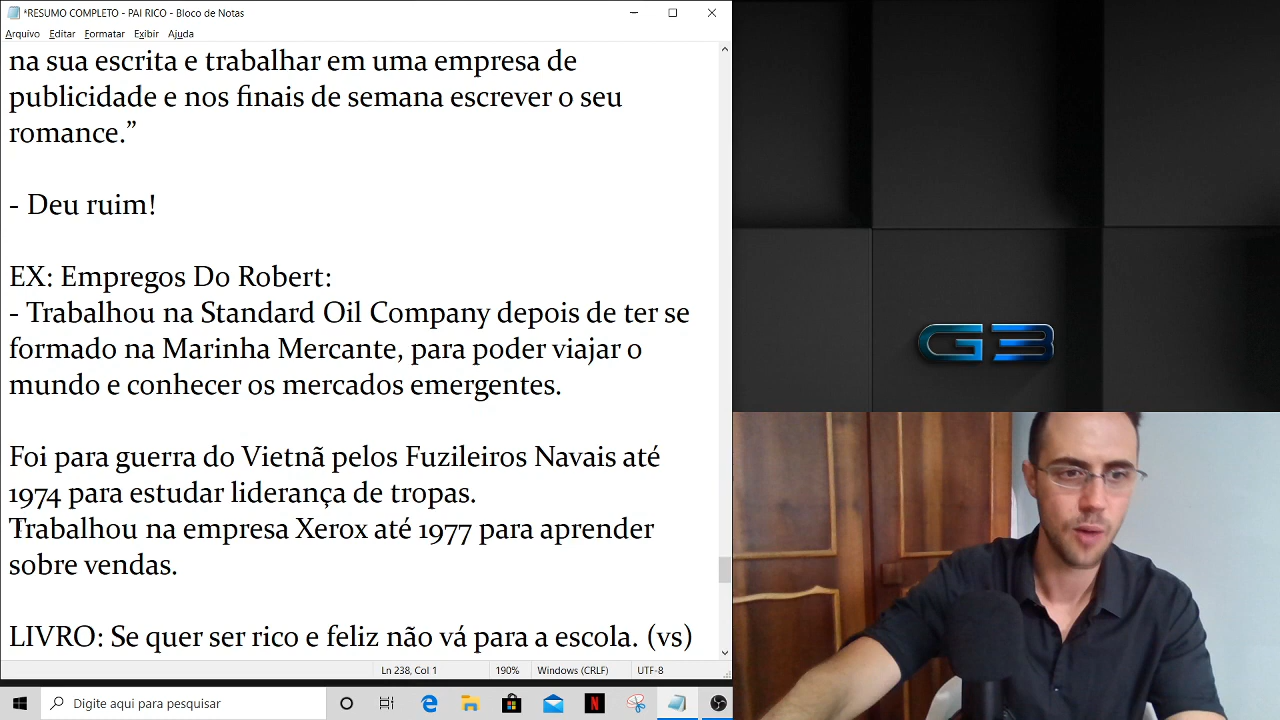 *RESUMO COMPLETO - PAI RICO - Bloco de Notas
Arquivo Editar Formatar Exibir Ajuda
na sua escrita e trabalhar em uma empresa de
publicidade e nos finais de semana escrever o seu
romance.”
- Deu ruim!
EX: Empregos Do Robert:
- Trabalhou na Standard Oil Company depois de ter se
formado na Marinha Mercante, para poder viajar o
mundo e conhecer os mercados emergentes.
Foi para guerra do Vietnã pelos Fuzileiros Navais até
1974 para estudar liderança de tropas.
Trabalhou na empresa Xerox até 1977 para aprender
sobre vendas.
LIVRO: Se quer ser rico e feliz não vá para a escola. (vs)
Ln 238, Col 1 190% Windows (CRLF) UTF-8
Digite aqui para pesquisar
N
G3